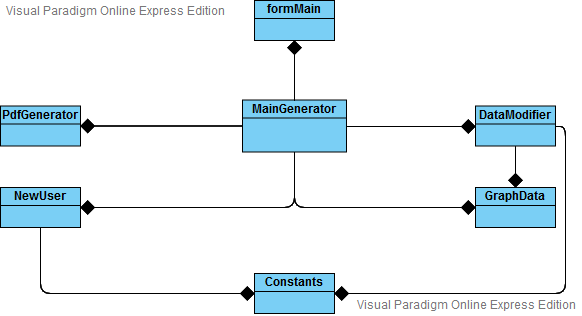 Visual Paradigm Online Express Edition
formMain
MainGenerator
PdfGenerator
DataModifier
NewUser
GraphData
Constants
Visual Paradigm Online Express Edition